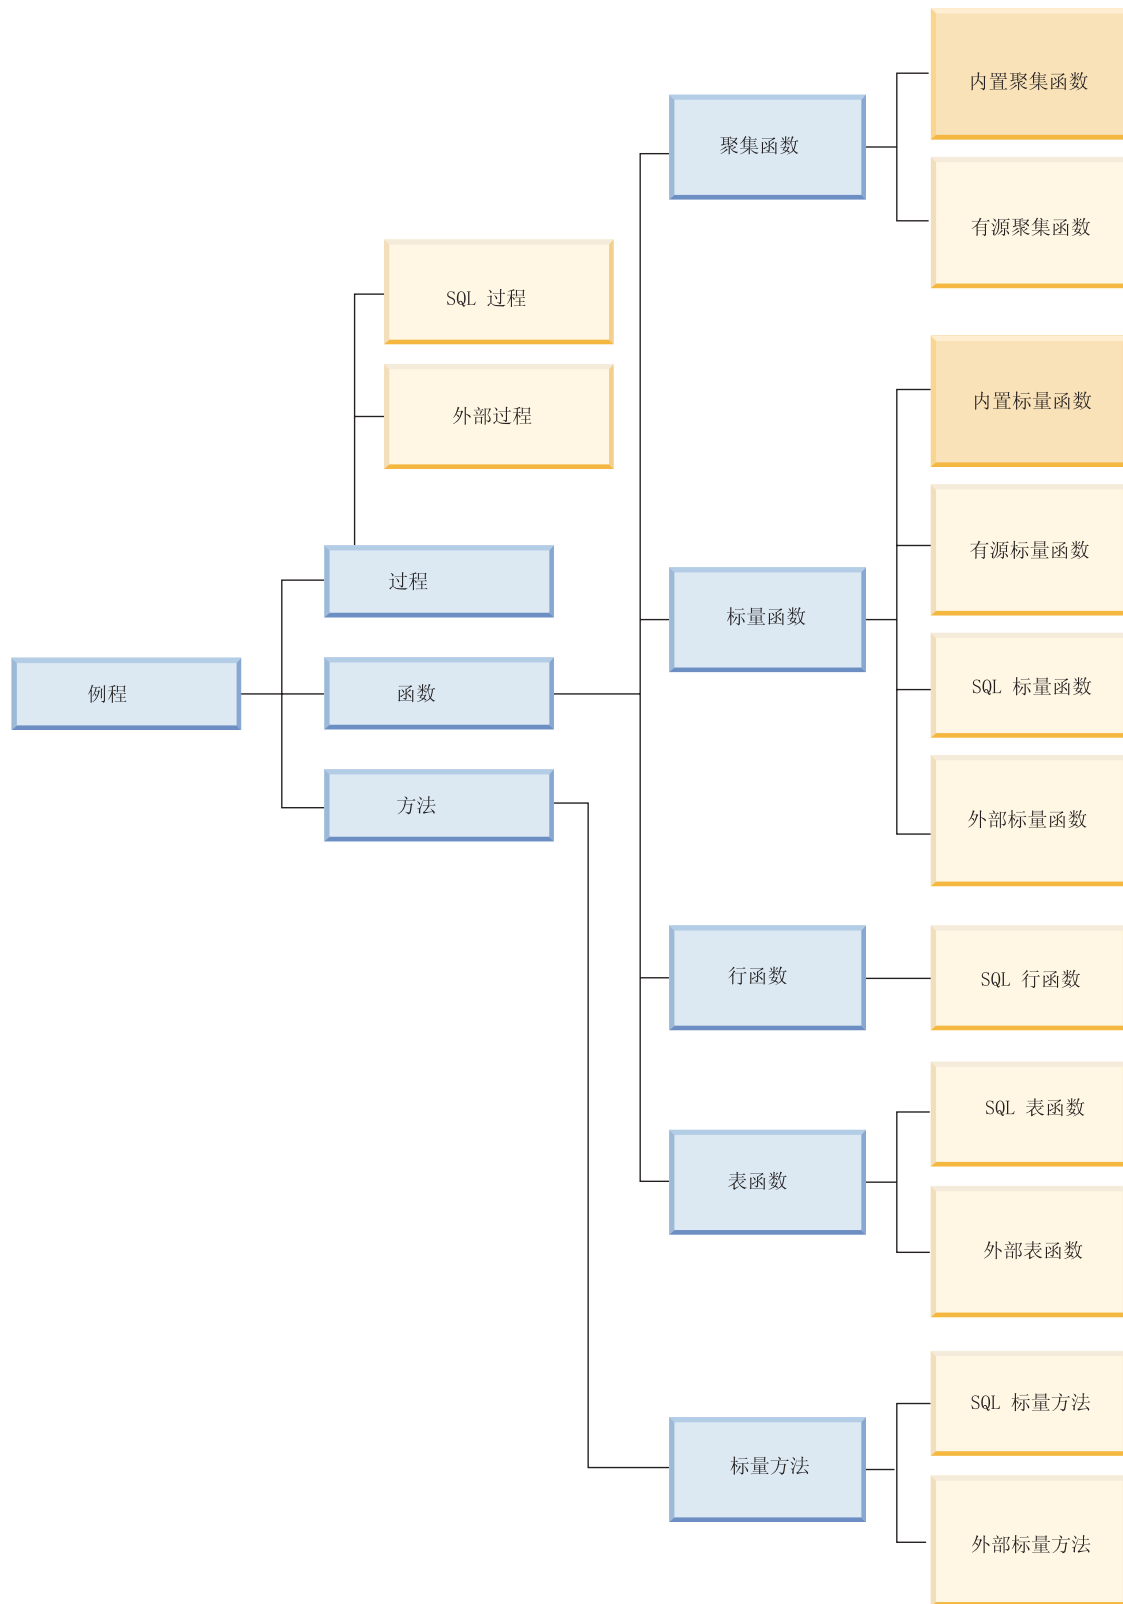 内置聚集函数
聚集函数
有源聚集函数
SQL 过程
外部过程
内置标量函数
有源标量函数
过程
标量函数
例程
函数
SQL 标量函数
方法
外部标量函数
行函数
SQL 行函数
SQL 表函数
表函数
外部表函数
SQL 标量方法
标量方法
外部标量方法